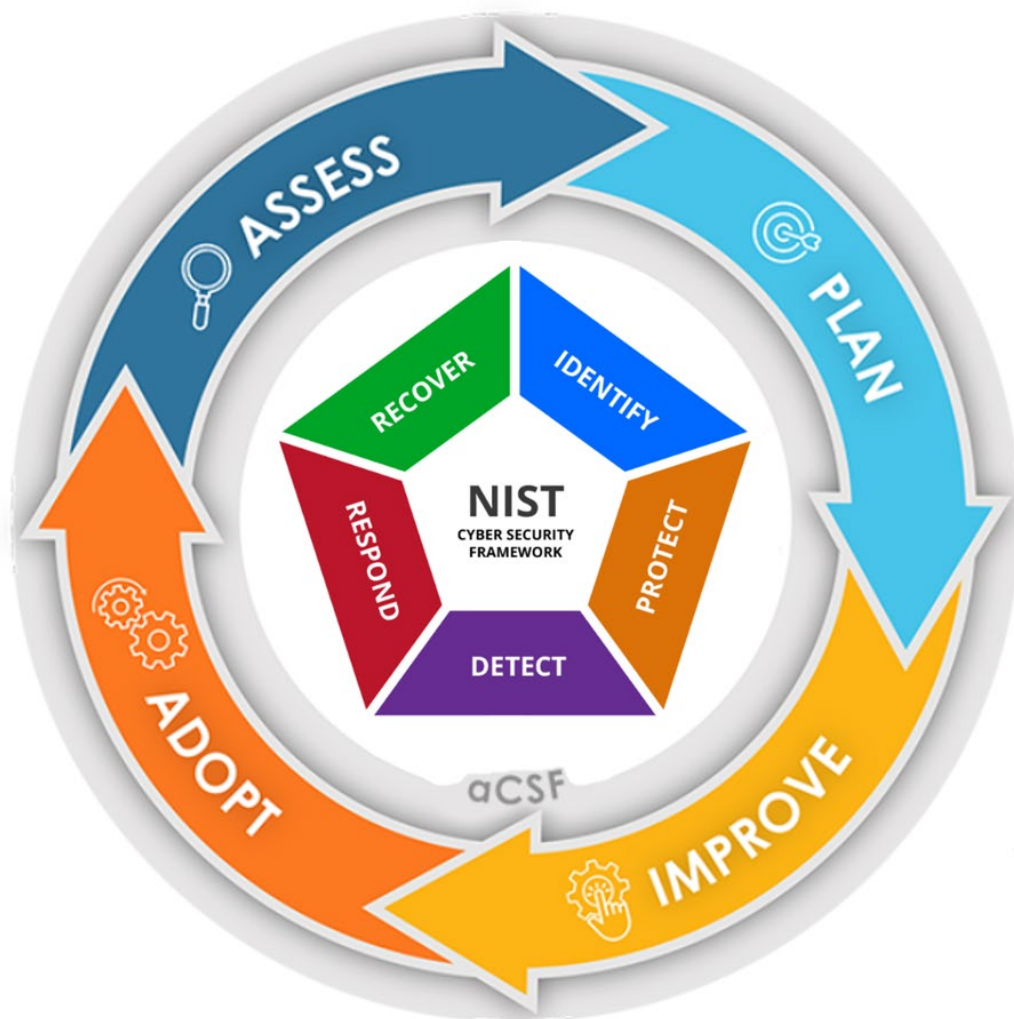 ASSESS
PLAN
IMPROVE
ADOPT
RECOVER
IDENTIFY
PROTECT
DETECT
RESPOND
NIST
CYBER SECURITY
FRAMEWORK
aCSF